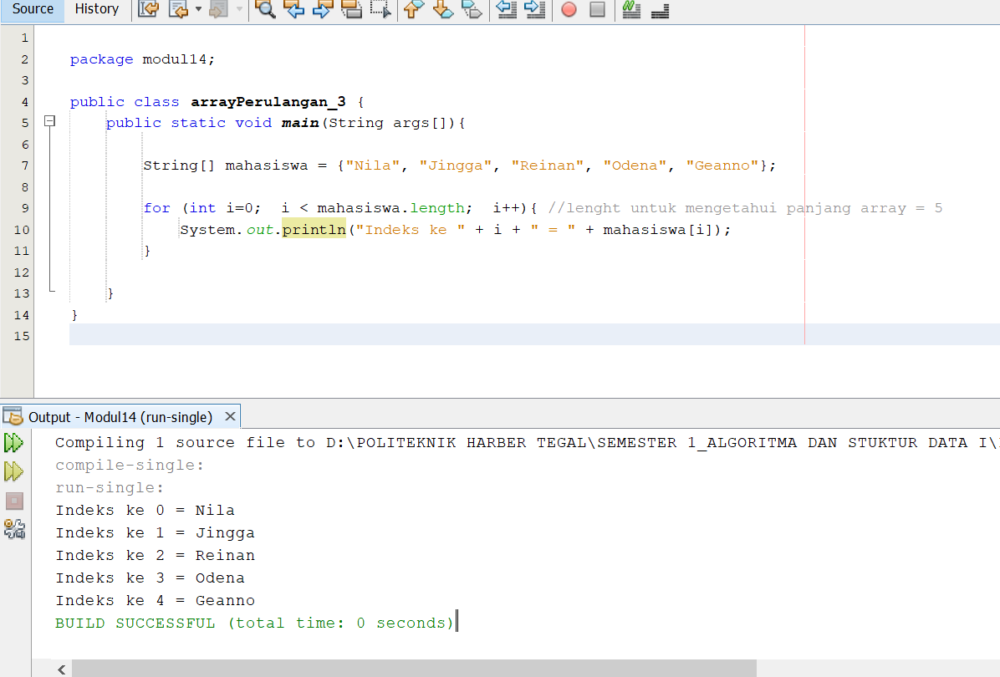 Source History
1
2 package modul14;
3
4 public class arrayPerulangan_3 {
5 public static void main(String args[]){
6
7 String[] mahasiswa = {"Nila", "Jingga", "Reinan", "Odena", "Geanno"};
8
9 for (int i=0;  i < mahasiswa.length;  i++){ //lenght untuk mengetahui panjang array = 5
10 System.out.println("Indeks ke " + i + " = " + mahasiswa[i]);
11 }
12
13 }
14 }
15
Output - Modul14 (run-single)
Compiling 1 source file to D:\POLITEKNIK HARBER TEGAL\SEMESTER 1_ALGORITMA DAN STUKTUR DATA I\
compile-single:
run-single:
Indeks ke 0 = Nila
Indeks ke 1 = Jingga
Indeks ke 2 = Reinan
Indeks ke 3 = Odena
Indeks ke 4 = Geanno
BUILD SUCCESSFUL (total time: 0 seconds)